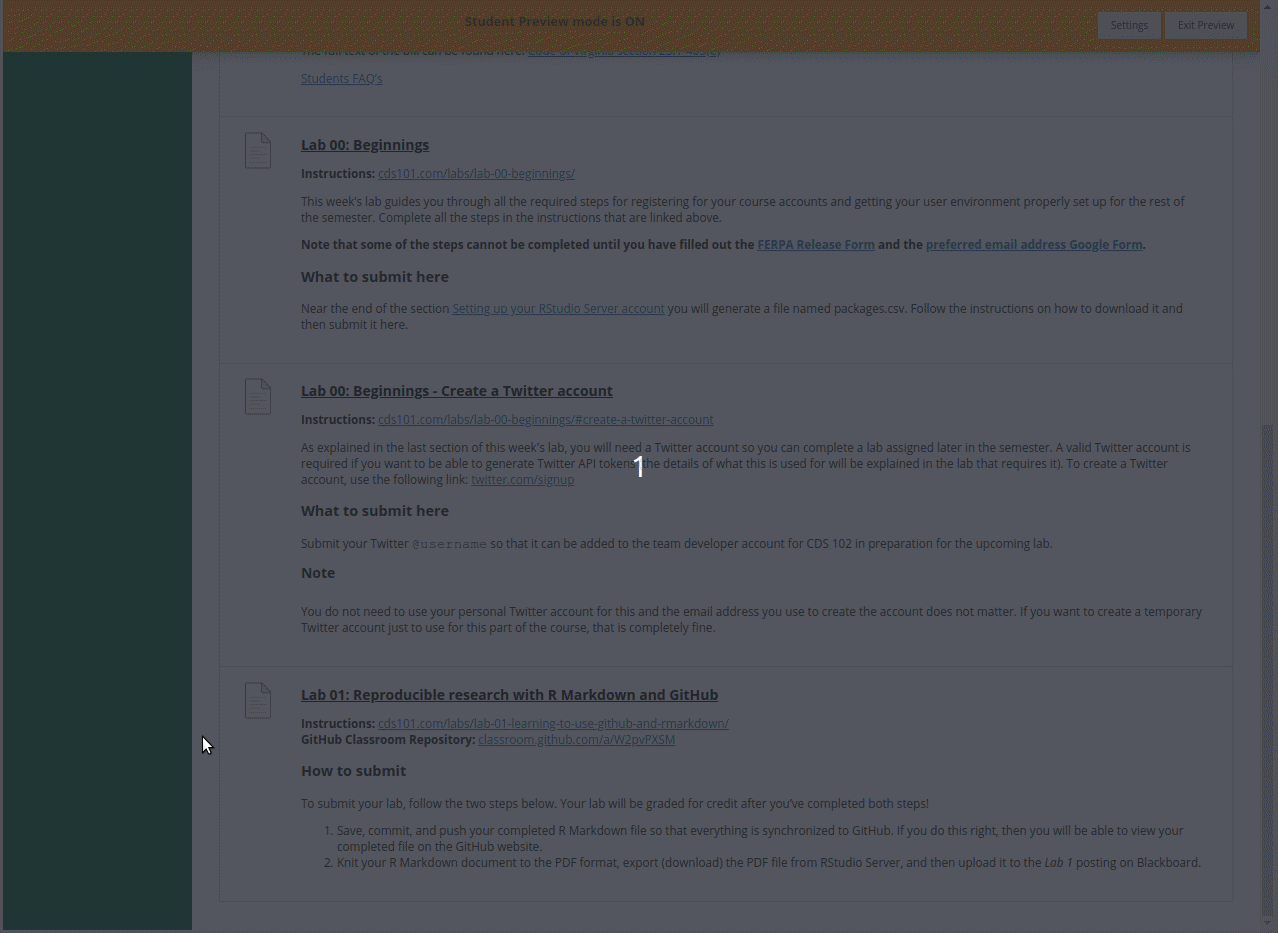 Student Preview mode is ON
Settings
Exit Preview
The full text of the bill can be found here: Code of Virginia section
Students FAQ's
Lab 00: Beginnings
Instructions: cds101.com/labs/lab-00-beginnings/
This week's lab guides you through all the required steps for registering for your course accounts and getting your user environment properly set up for the rest of
the semester. Complete all the steps in the instructions that are linked above.
Note that some of the steps cannot be completed until you have filled out the FERPA Release Form and the preferred email address Google Form.
What to submit here
Near the end of the section Setting up your RStudio Server account you will generate a file named packages.csv. Follow the instructions on how to download it and
then submit it here.
Lab 00: Beginnings - Create a Twitter account
Instructions: cds101.com/labs/lab-00-beginnings/#create-a-twitter-account
As explained in the last section of this week's lab, you will need a Twitter account so you can complete a lab assigned later in the semester. A valid Twitter account is
required if you want to be able to generate Twitter API tokens (the details of what this is used for will be explained in the lab that requires it). To create a Twitter
1
account, use the following link: twitter.com/signup
What to submit here
Submit your Twitter @username so that it can be added to the team developer account for CDS 102 in preparation for the upcoming lab.
Note
You do not need to use your personal Twitter account for this and the email address you use to create the account does not matter. If you want to create a temporary
Twitter account just to use for this part of the course, that is completely fine.
Lab 01: Reproducible research with R Markdown and GitHub
Instructions: cds101.com/labs/lab-01-learning-to-use-github-and-rmarkdown/
GitHub Classroom Repository: classroom.github.com/a/W2pvPXSM
How to submit
To submit your lab, follow the two steps below. Your lab will be graded for credit after you've completed both steps!
1. Save, commit, and push your completed R Markdown file so that everything is synchronized to GitHub. If you do this right, then you will be able to view your
completed file on the GitHub website.
2. Knit your R Markdown document to the PDF format, export (download) the PDF file from RStudio Server, and then upload it to the Lab 1 posting on Blackboard.